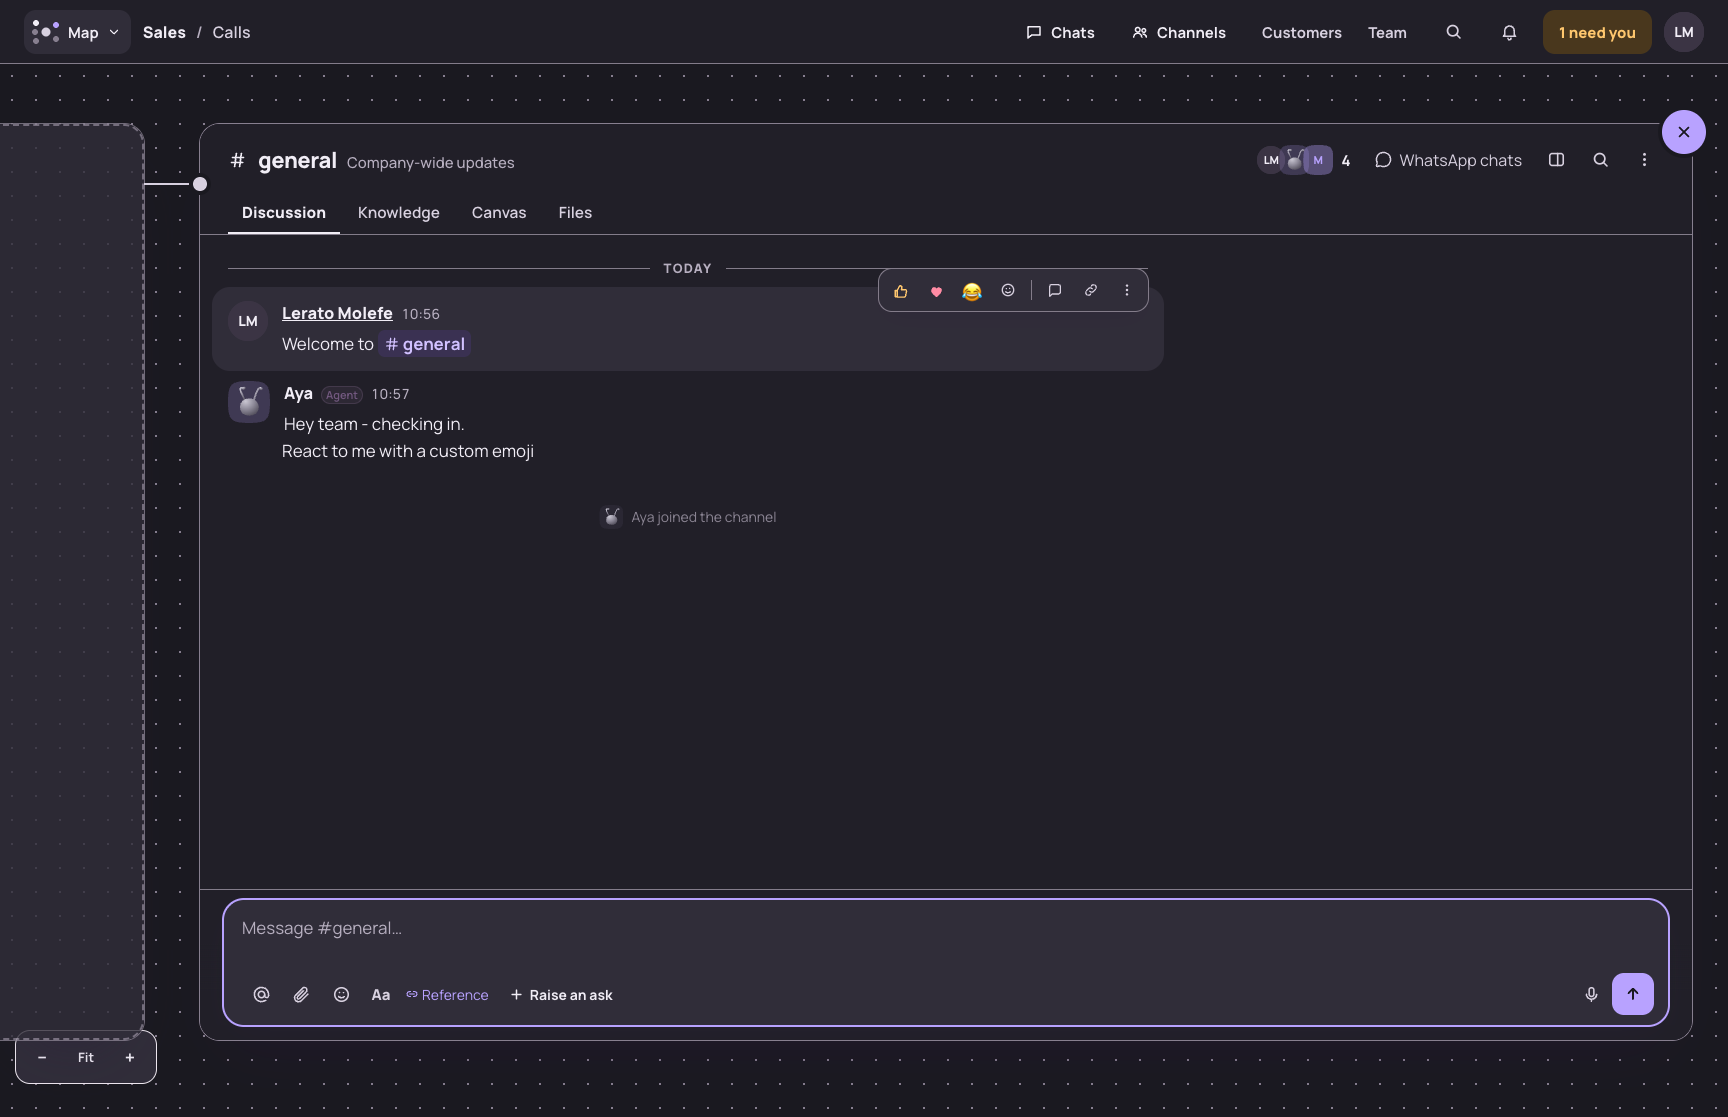 Map
Sales / Calls
Chats
Channels
Customers
Team
1 need you
LM
# general Company-wide updates
LM M 4
WhatsApp chats
Discussion
Knowledge
Canvas
Files
TODAY
LM
Lerato Molefe 10:56
Welcome to # general
Aya Agent 10:57
Hey team - checking in.
React to me with a custom emoji
Aya joined the channel
Message #general…
Aa
Reference
+ Raise an ask
− Fit +